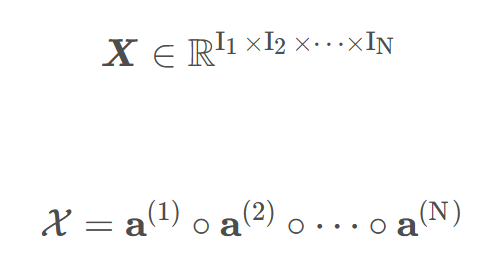 𝑿 ∈ ℝ^{I₁ × I₂ × ⋯ × I_N}
𝒳 = 𝐚^{(1)} ∘ 𝐚^{(2)} ∘ ⋯ ∘ 𝐚^{(N)}